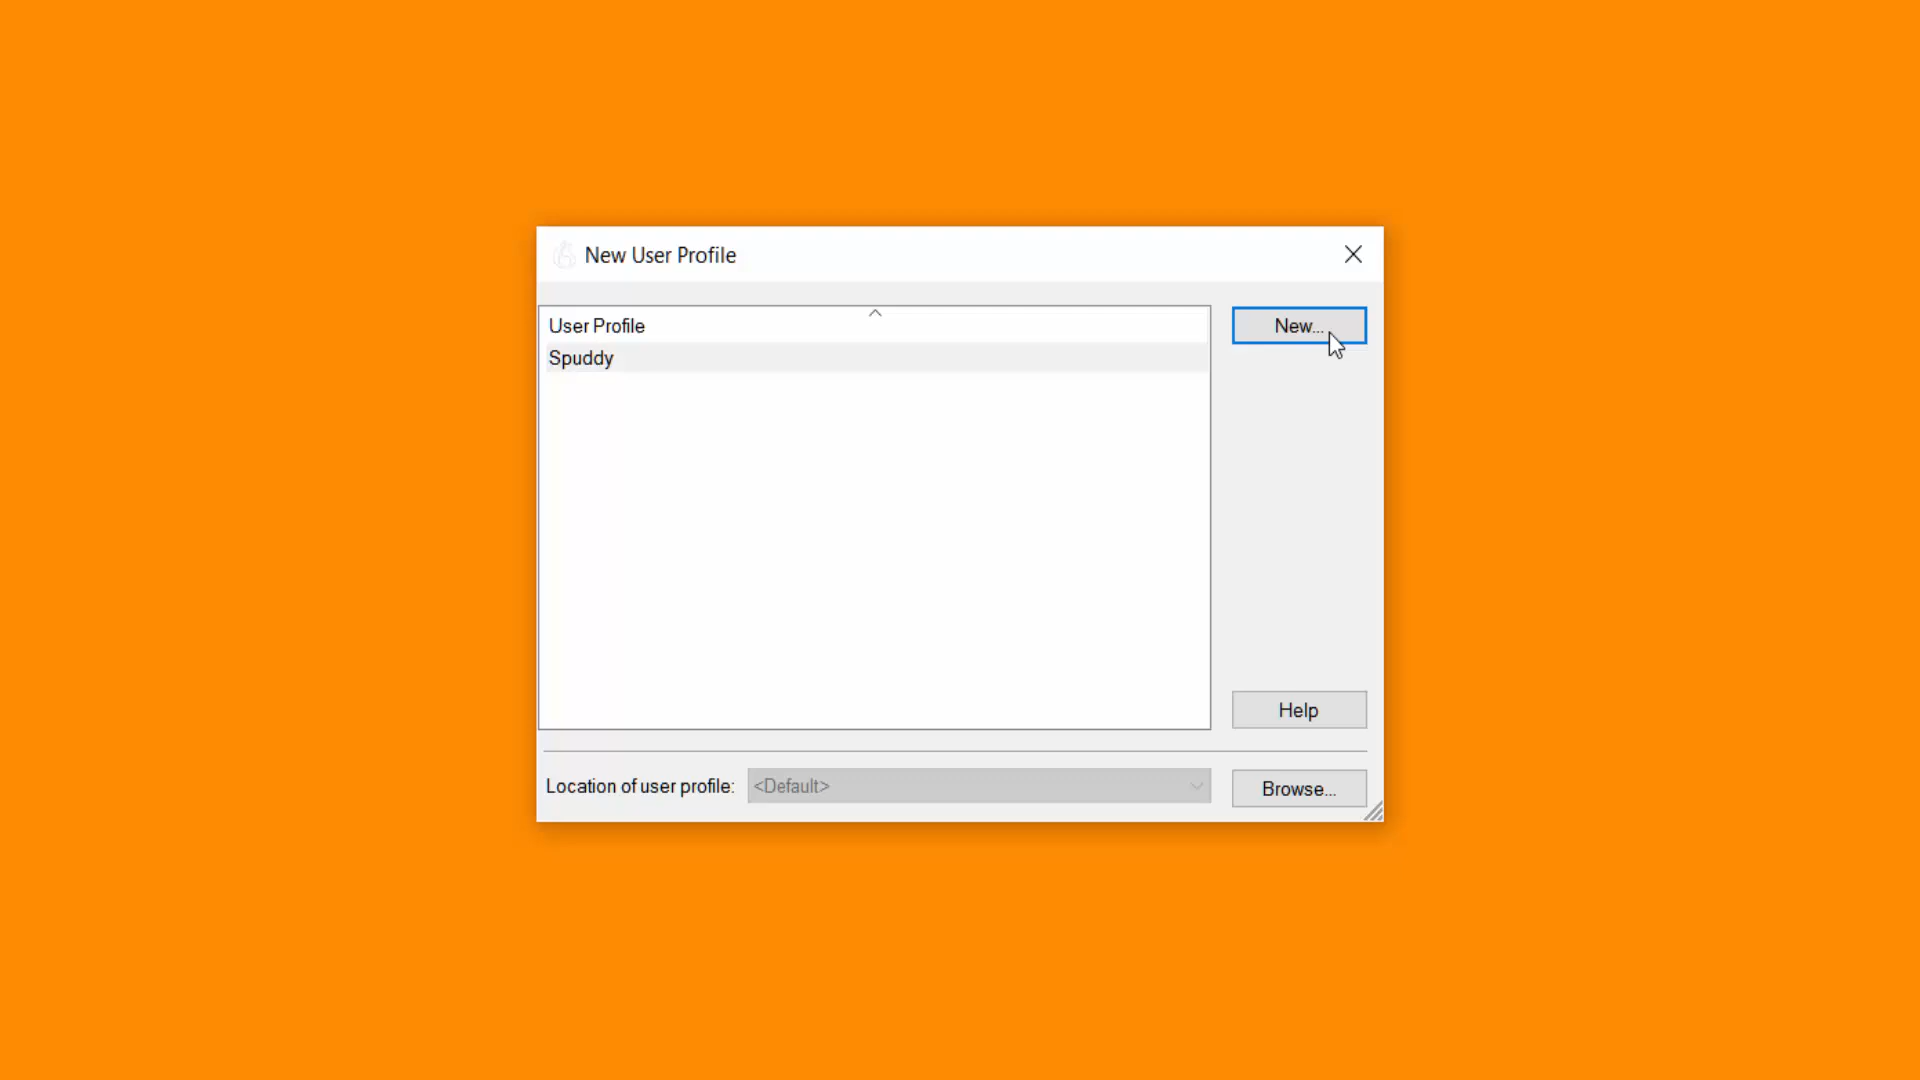 New User Profile
User Profile
New...
Spuddy
Help
Location of user profile:
<Default>
Browse...